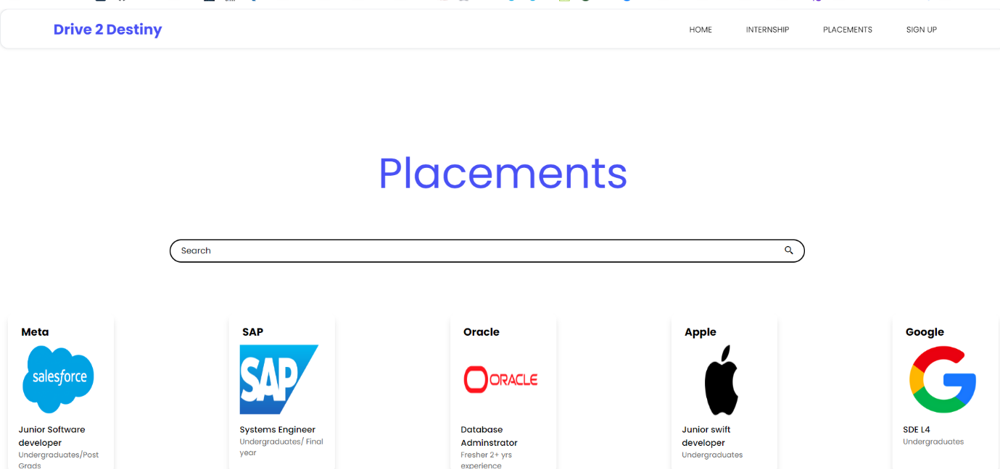 Drive 2 Destiny
HOME INTERNSHIP PLACEMENTS SIGN UP
Placements
Search
Meta
salesforce
Junior Software
developer
Undergraduates/Post
Grads
SAP
SAP
Systems Engineer
Undergraduates/ Final
year
Oracle
ORACLE
Database
Adminstrator
Fresher 2+ yrs
experience
Apple
Junior swift
developer
Undergraduates
Google
G
SDE L4
Undergraduates